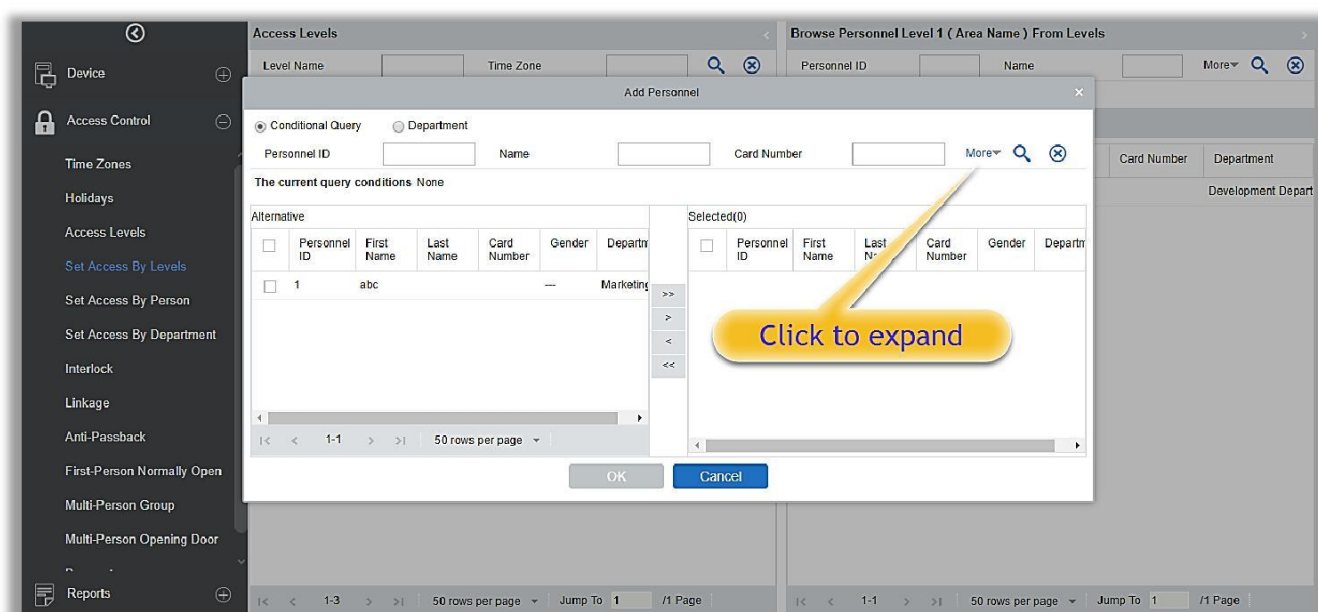 Access Levels
Browse Personnel Level 1 ( Area Name ) From Levels
Device
Level Name Time Zone
Personnel ID Name More
Add Personnel
Access Control
Conditional Query Department
Personnel ID Name Card Number More
The current query conditions None
Card Number Department
Development Depart
Time Zones
Holidays
Access Levels
Set Access By Levels
Set Access By Person
Set Access By Department
Interlock
Linkage
Anti-Passback
First-Person Normally Open
Multi-Person Group
Multi-Person Opening Door
Reports
Alternative
Personnel ID First Name Last Name Card Number Gender Departm
1 abc --- Marketing
>>
>
<
<<
|< < 1-1 > >| 50 rows per page
Selected(0)
Personnel ID First Name Last Card Number Gender Departm
Click to expand
OK Cancel
|< < 1-3 > >| 50 rows per page Jump To 1 /1 Page
|< < 1-1 > >| 50 rows per page Jump To 1 /1 Page